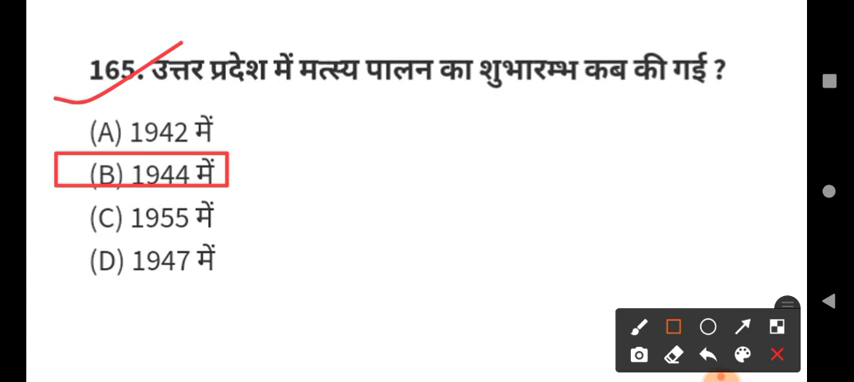 165. उत्तर प्रदेश में मत्स्य पालन का शुभारम्भ कब की गई ?
(A) 1942 में
(B) 1944 में
(C) 1955 में
(D) 1947 में